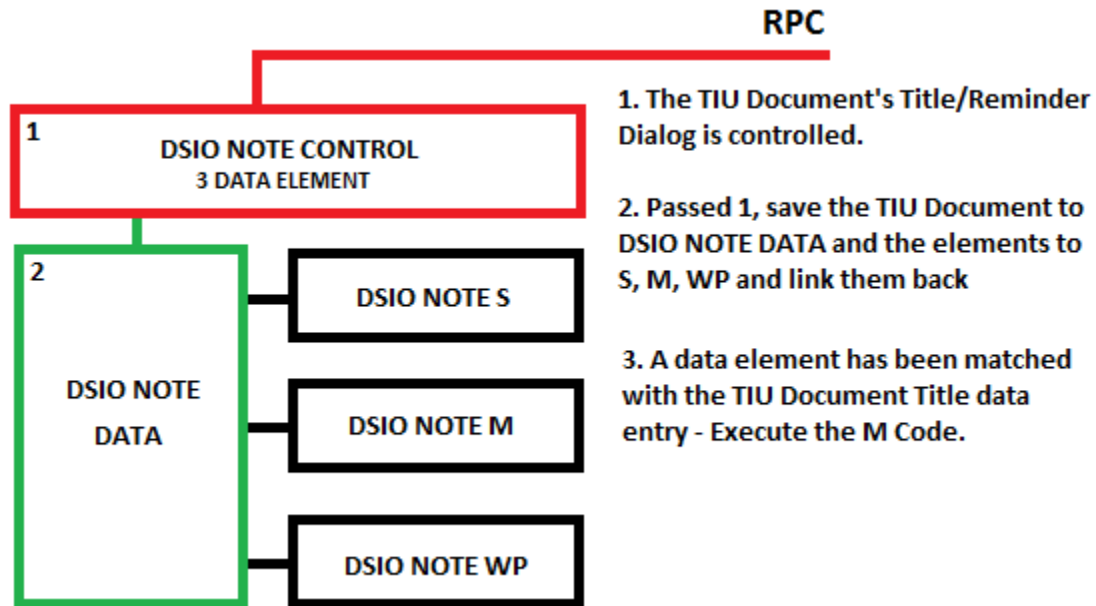 RPC
1
DSIO NOTE CONTROL
3 DATA ELEMENT
1. The TIU Document's Title/Reminder
Dialog is controlled.
2. Passed 1, save the TIU Document to
DSIO NOTE DATA and the elements to
S, M, WP and link them back
3. A data element has been matched
with the TIU Document Title data
entry - Execute the M Code.
2
DSIO NOTE
DATA
DSIO NOTE S
DSIO NOTE M
DSIO NOTE WP